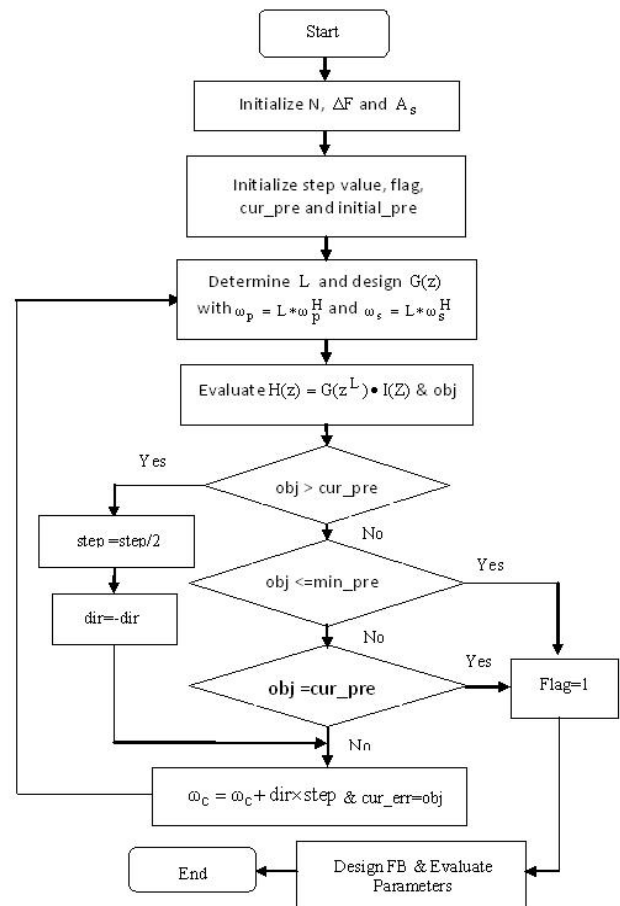 Start
Initialize N, ΔF and A_s
Initialize step value, flag,
cur_pre and initial_pre
Determine L and design G(z)
with ω_p = L*ω_p^H and ω_s = L*ω_s^H
Evaluate H(z) = G(z^L) • I(Z) & obj
Yes
obj > cur_pre
No
step =step/2
obj <=min_pre
Yes
dir=-dir
No
obj =cur_pre
Yes
Flag=1
No
ω_c = ω_c + dir×step & cur_err=obj
End
Design FB & Evaluate
Parameters